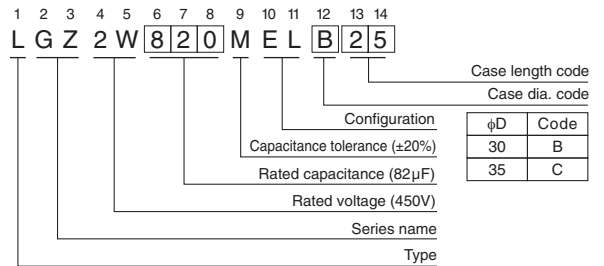 1 2 3 4 5 6 7 8 9 10 11 12 13 14
L G Z 2 W 8 2 0 M E L B 2 5
Case length code
Case dia. code
Configuration
Capacitance tolerance (±20%)
Rated capacitance (82µF)
Rated voltage (450V)
Series name
Type
φD Code
30 B
35 C